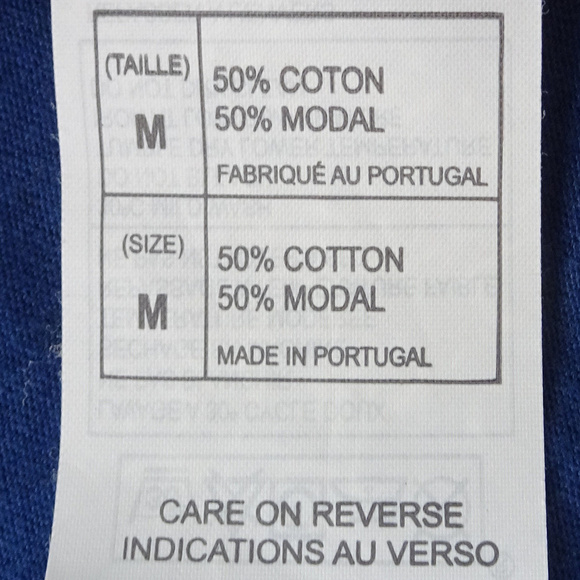 (TAILLE)
M
50% COTON
50% MODAL
FABRIQUÉ AU PORTUGAL
(SIZE)
M
50% COTTON
50% MODAL
MADE IN PORTUGAL
CARE ON REVERSE
INDICATIONS AU VERSO